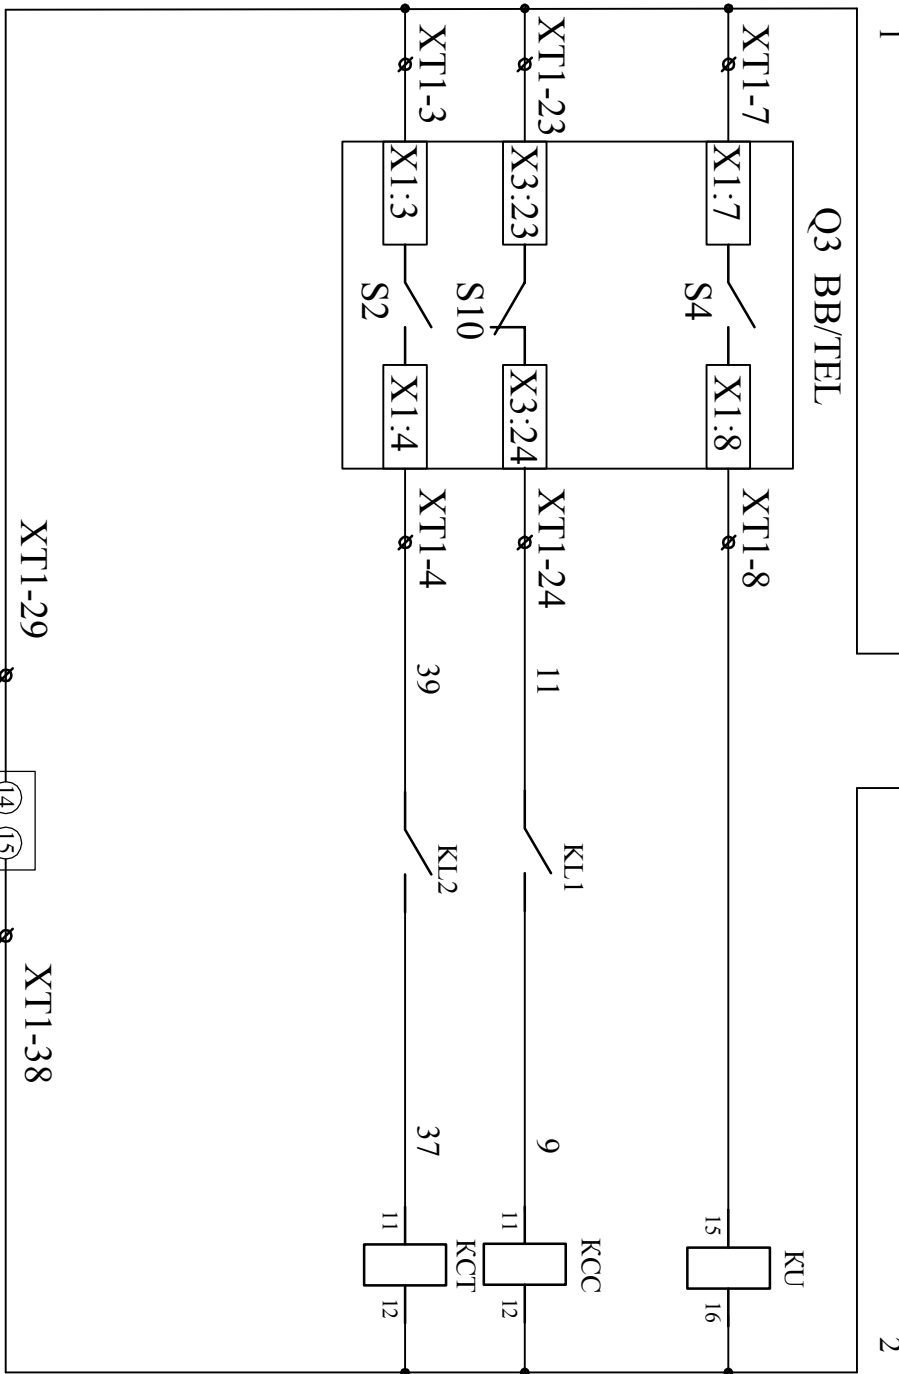 1
2
Q3 BB/TEL
XT1-7
X1:7
S4
X1:8
XT1-8
15
KU
16
XT1-23
X3:23
S10
X3:24
XT1-24
11
KL1
9
11
KCC
12
XT1-3
X1:3
S2
X1:4
XT1-4
39
KL2
37
11
KCT
12
XT1-29
14
15
XT1-38